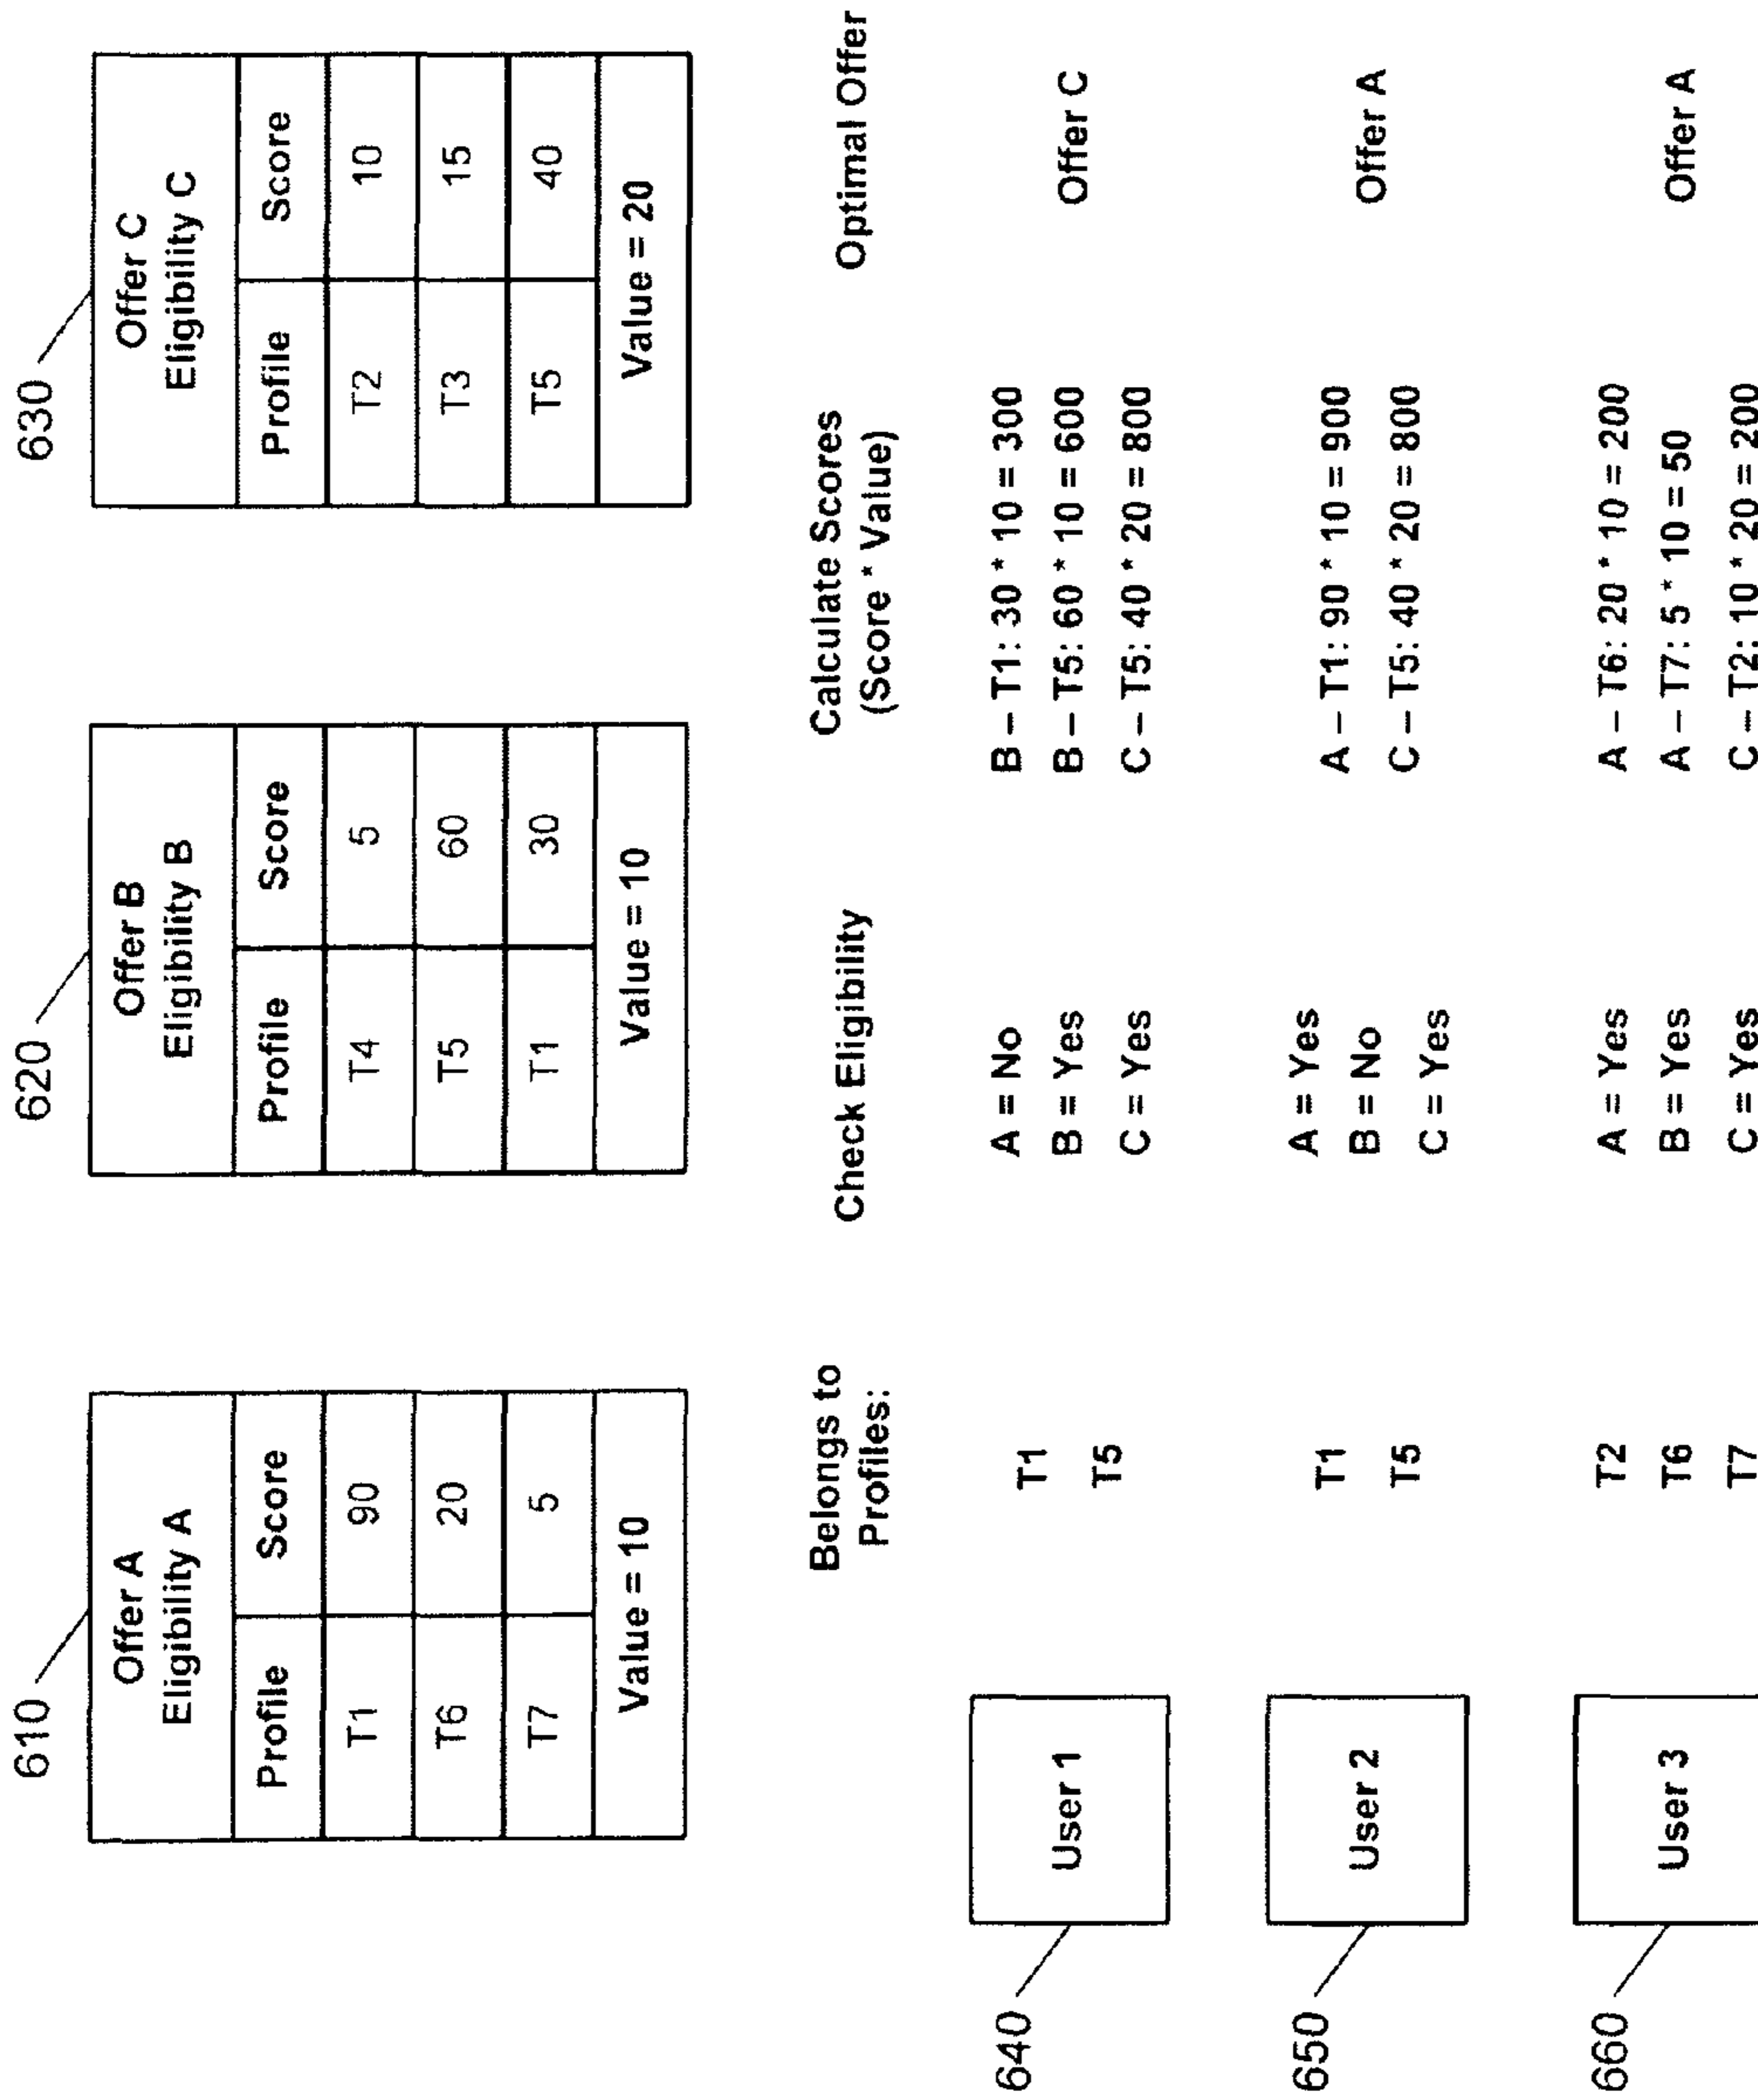 610
Offer A
Eligibility A
Profile Score
T1 90
T6 20
T7 5
Value = 10
620
Offer B
Eligibility B
Profile Score
T4 5
T5 60
T1 30
Value = 10
630
Offer C
Eligibility C
Profile Score
T2 10
T3 15
T5 40
Value = 20
Belongs to
Profiles:
Check Eligibility
Calculate Scores
(Score * Value)
Optimal Offer
640
User 1
T1
T5
A = No
B = Yes
C = Yes
B – T1: 30 * 10 = 300
B – T5: 60 * 10 = 600
C – T5: 40 * 20 = 800
Offer C
650
User 2
T1
T5
A = Yes
B = No
C = Yes
A – T1: 90 * 10 = 900
C – T5: 40 * 20 = 800
Offer A
660
User 3
T2
T6
T7
A = Yes
B = Yes
C = Yes
A – T6: 20 * 10 = 200
A – T7: 5 * 10 = 50
C – T2: 10 * 20 = 200
Offer A